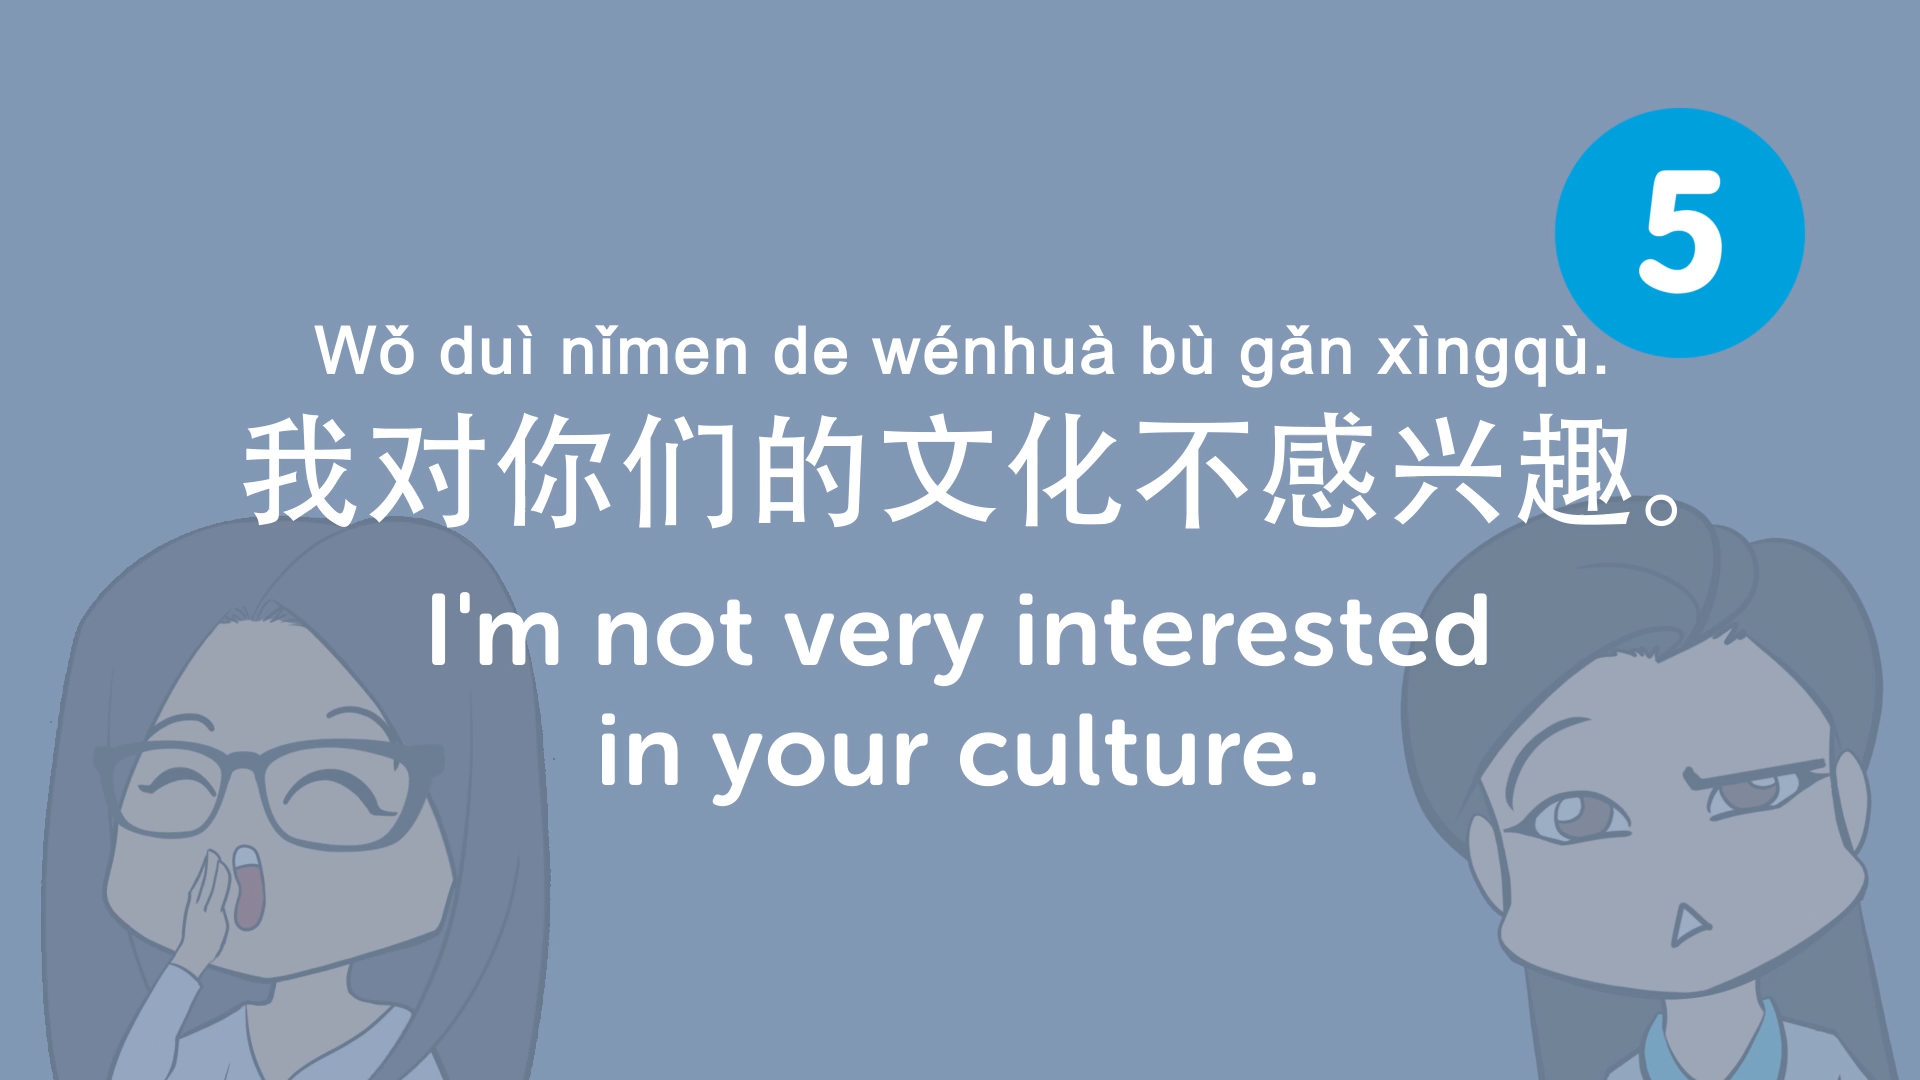 5
Wǒ duì nǐmen de wénhuà bù gǎn xìngqù.
我对你们的文化不感兴趣。
I'm not very interested
in your culture.